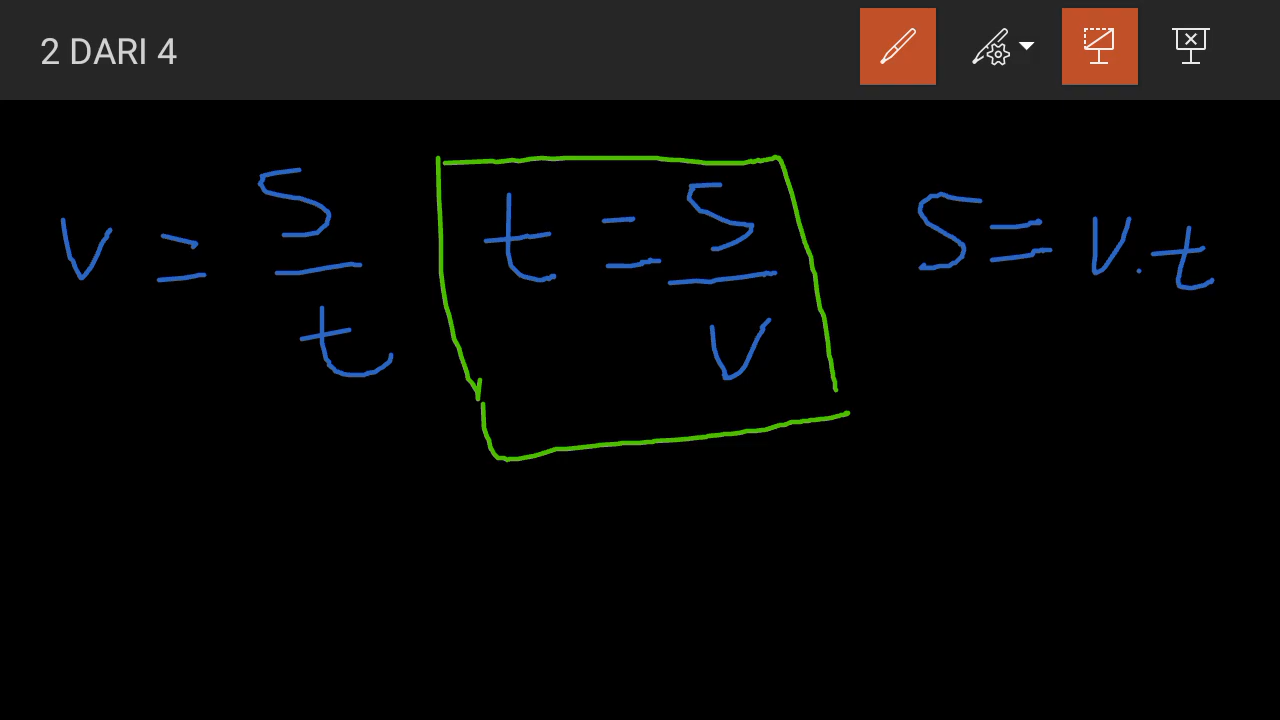 2 DARI 4
v = S/t t = S/v S = v.t